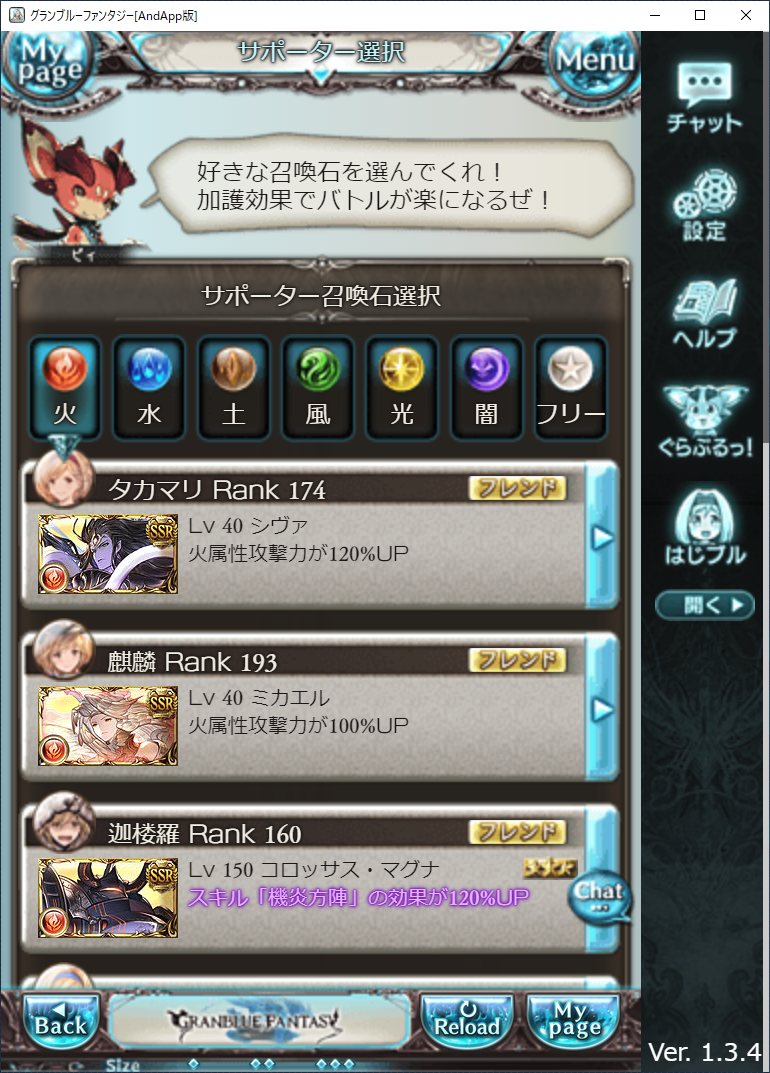 グランブルーファンタジー[AndApp版]
My page
サポーター選択
Menu
好きな召喚石を選んでくれ！
加護効果でバトルが楽になるぜ！
ビィ
サポーター召喚石選択
火 水 土 風 光 闇 フリー
タカマリ Rank 174 フレンド
SSR
Lv 40 シヴァ
火属性攻撃力が120%UP
麒麟 Rank 193 フレンド
SSR
Lv 40 ミカエル
火属性攻撃力が100%UP
迦楼羅 Rank 160 フレンド
SSR
Lv 150 コロッサス・マグナ
スキル「機炎方陣」の効果が120%UP
Chat
Back
GRANBLUE FANTASY
Reload
My page
Size
チャット
設定
ヘルプ
ぐらぶるっ!
はじブル
開く
Ver. 1.3.4